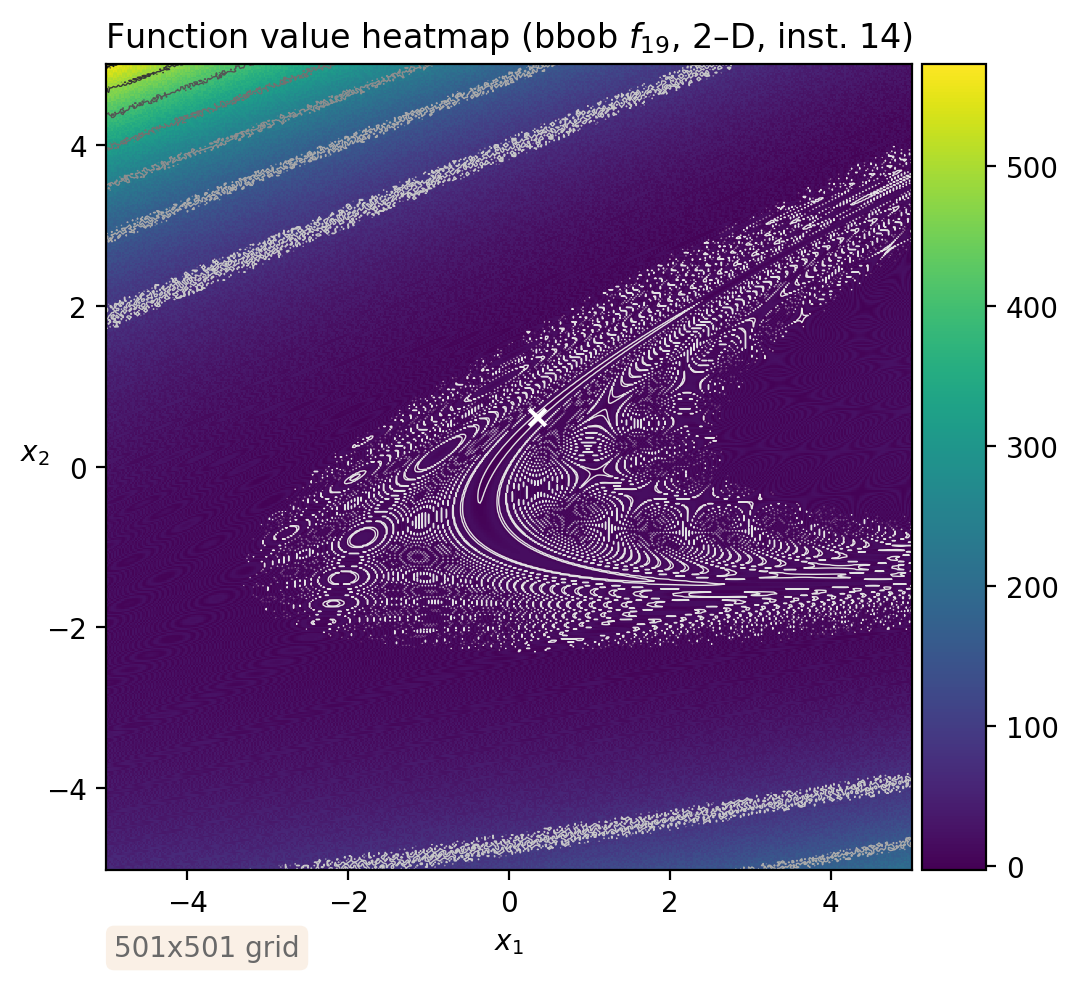 Function value heatmap (bbob f₁₉, 2–D, inst. 14)
4
2
0
−2
−4
x₂
500
400
300
200
100
0
−4 −2 0 2 4
x₁
501x501 grid